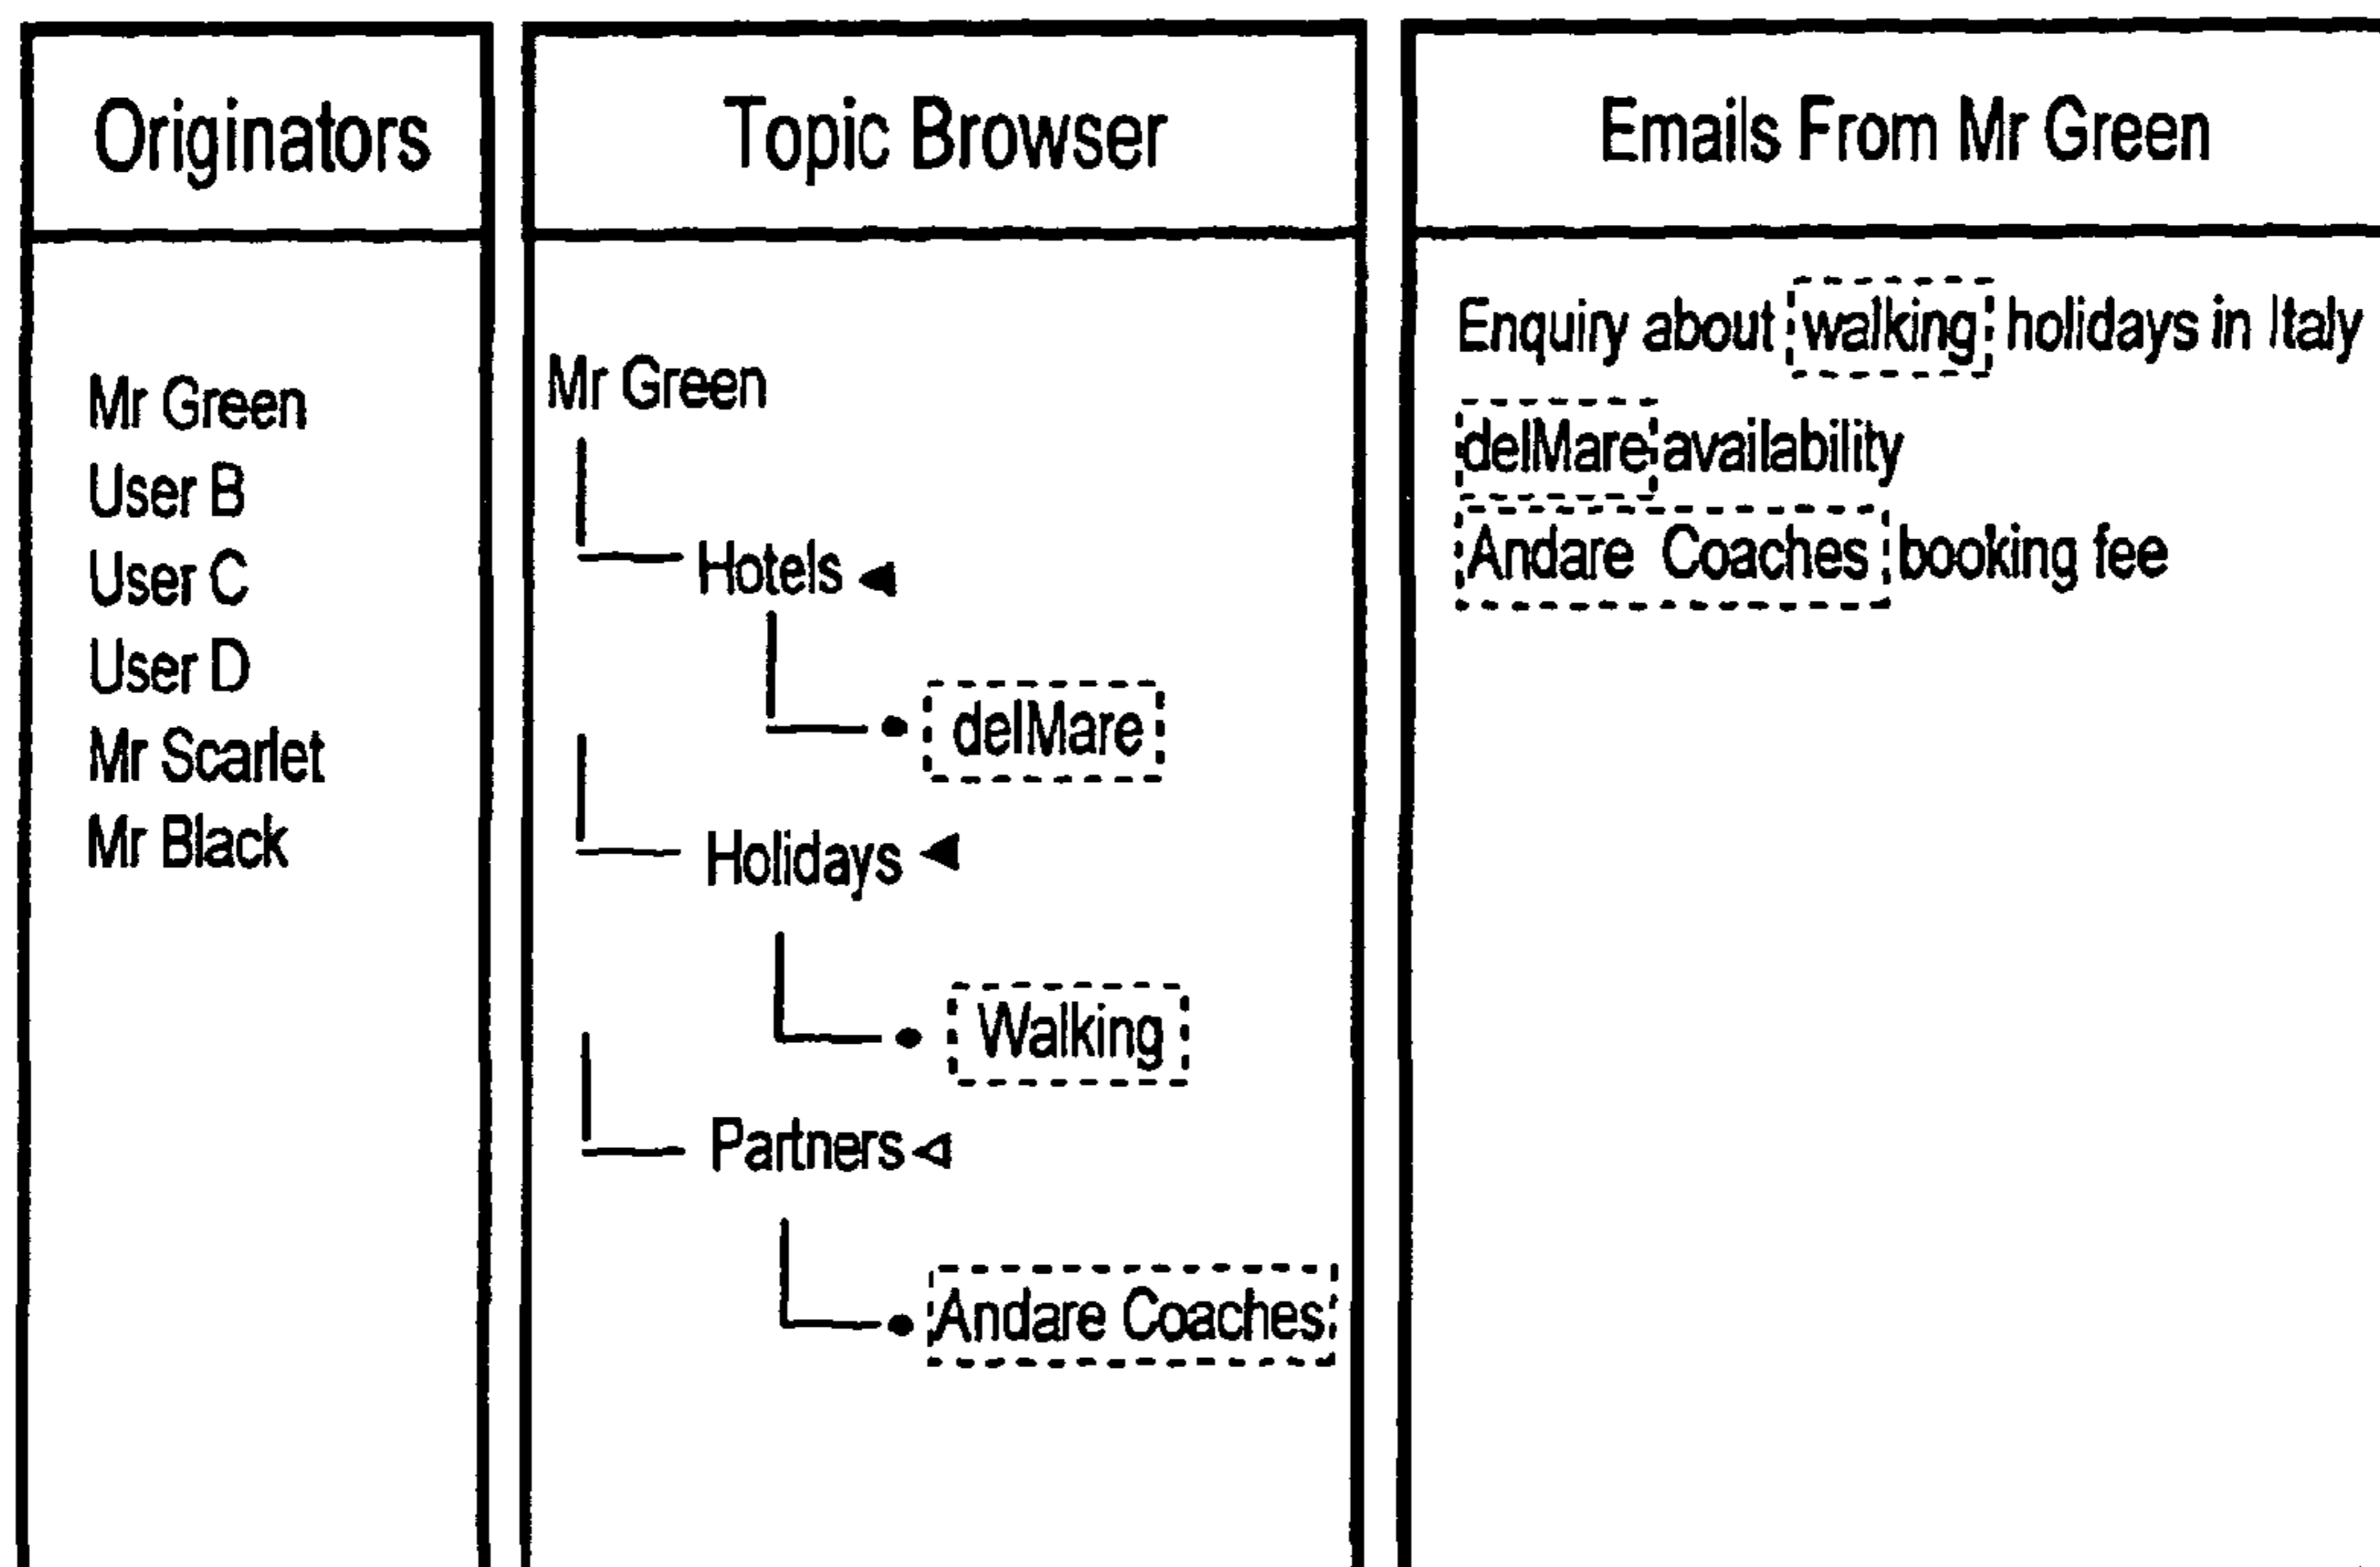 Originators
Mr Green
User B
User C
User D
Mr Scarlet
Mr Black
Topic Browser
Mr Green
Hotels
delMare
Holidays
Walking
Partners
Andare Coaches
Emails From Mr Green
Enquiry about walking holidays in Italy
delMare availability
Andare Coaches booking fee